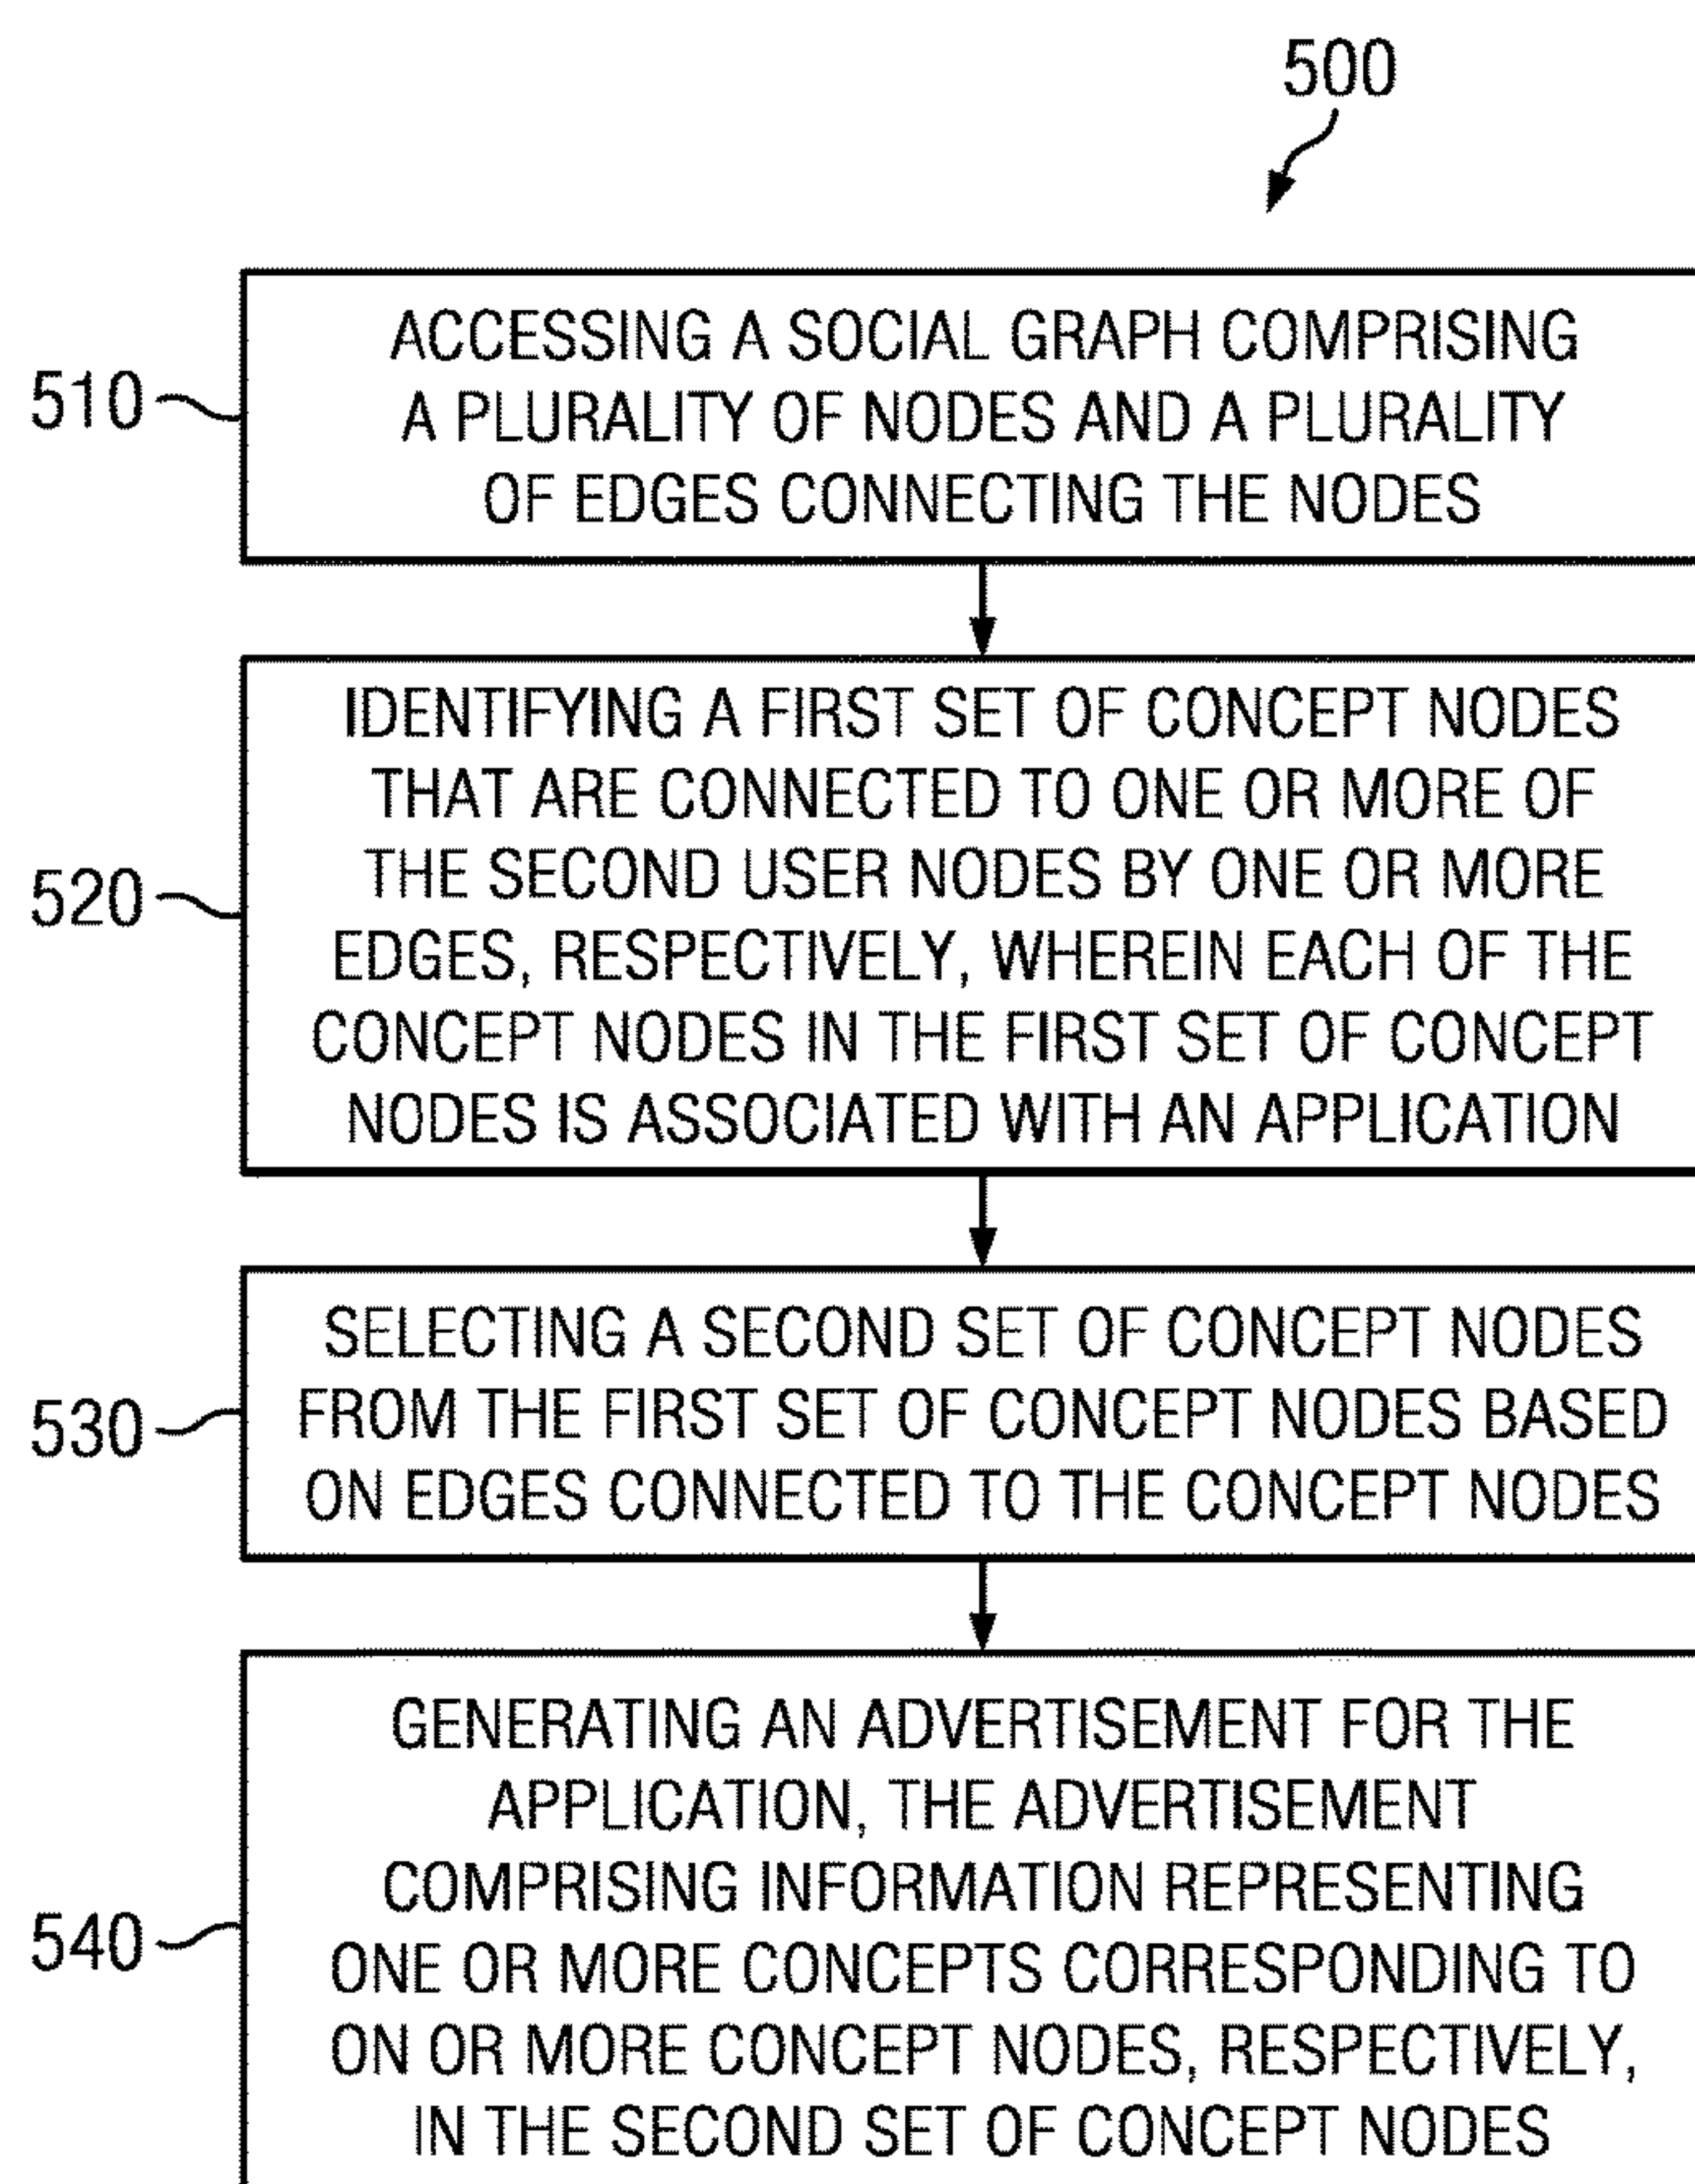 500
510
ACCESSING A SOCIAL GRAPH COMPRISING
A PLURALITY OF NODES AND A PLURALITY
OF EDGES CONNECTING THE NODES
520
IDENTIFYING A FIRST SET OF CONCEPT NODES
THAT ARE CONNECTED TO ONE OR MORE OF
THE SECOND USER NODES BY ONE OR MORE
EDGES, RESPECTIVELY, WHEREIN EACH OF THE
CONCEPT NODES IN THE FIRST SET OF CONCEPT
NODES IS ASSOCIATED WITH AN APPLICATION
530
SELECTING A SECOND SET OF CONCEPT NODES
FROM THE FIRST SET OF CONCEPT NODES BASED
ON EDGES CONNECTED TO THE CONCEPT NODES
540
GENERATING AN ADVERTISEMENT FOR THE
APPLICATION, THE ADVERTISEMENT
COMPRISING INFORMATION REPRESENTING
ONE OR MORE CONCEPTS CORRESPONDING TO
ON OR MORE CONCEPT NODES, RESPECTIVELY,
IN THE SECOND SET OF CONCEPT NODES